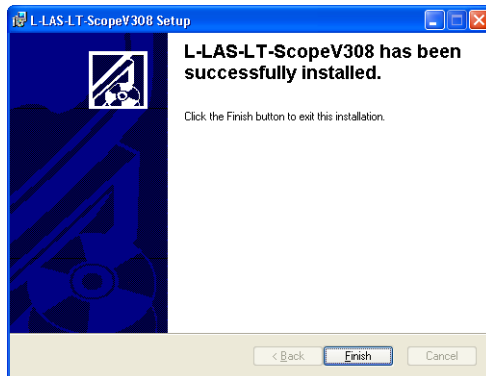 L-LAS-LT-ScopeV308 Setup
L-LAS-LT-ScopeV308 has been
successfully installed.
Click the Finish button to exit this installation.
< Back
Finish
Cancel